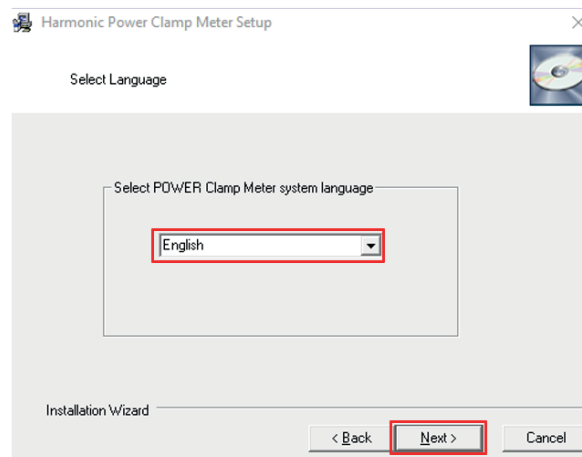 Harmonic Power Clamp Meter Setup
Select Language
Select POWER Clamp Meter system language
English
Installation Wizard
< Back
Next >
Cancel